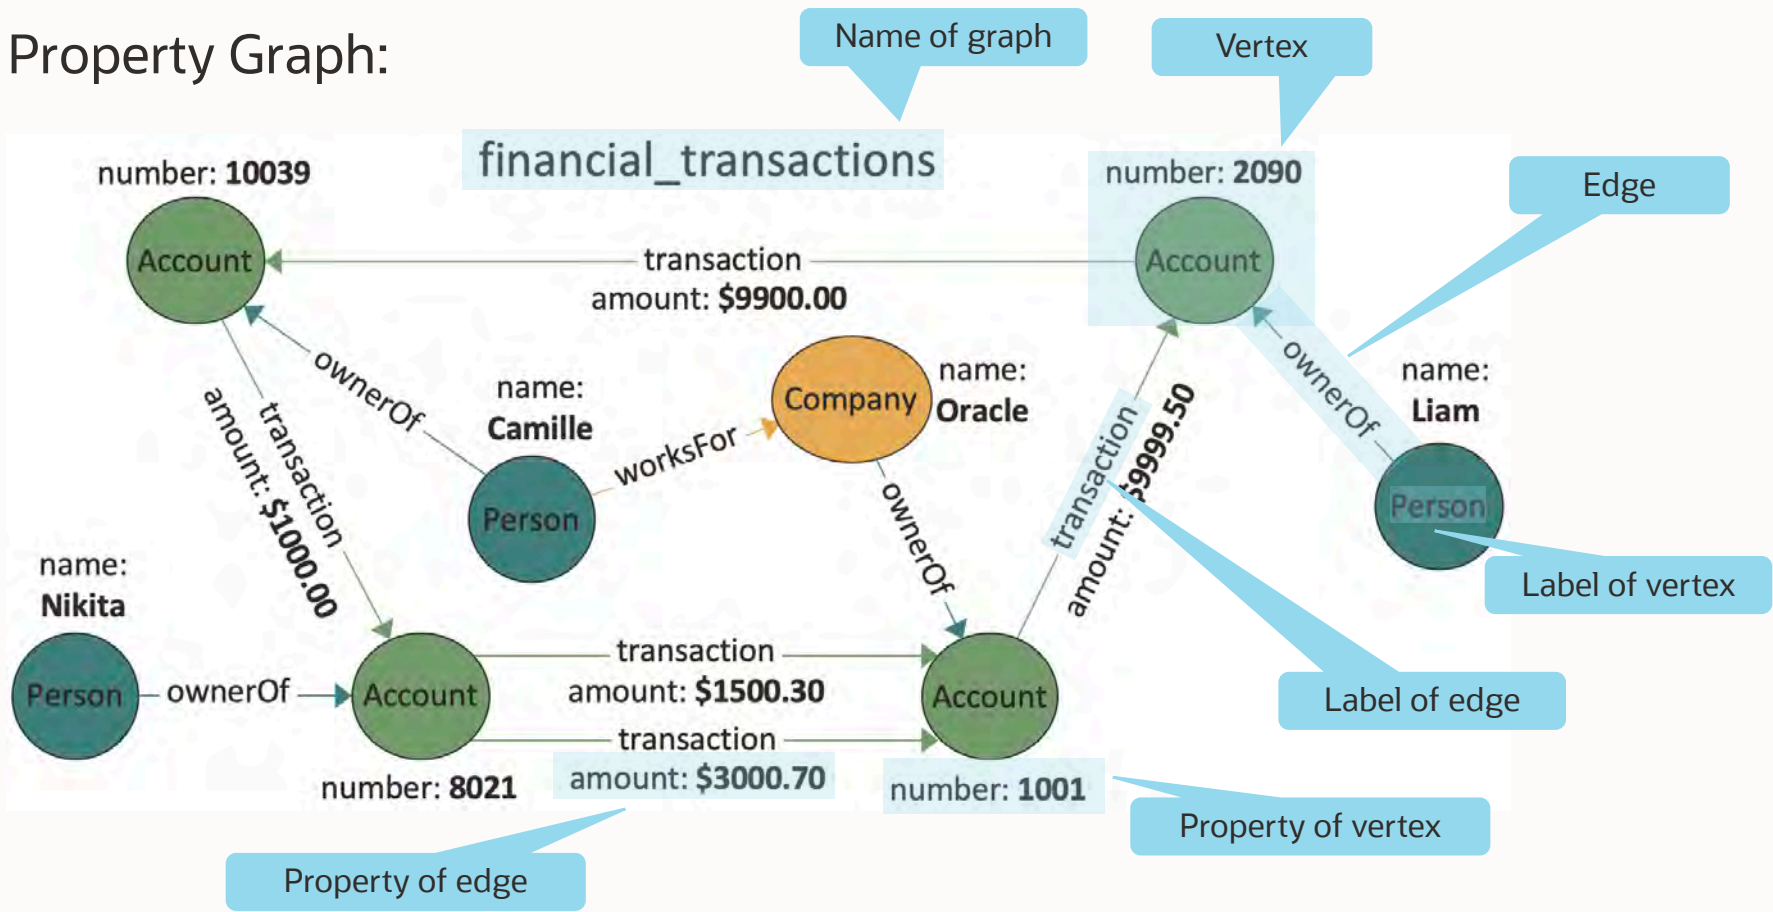 Property Graph:
Name of graph
Vertex
financial_transactions
number: 10039
number: 2090
Edge
Account
transaction
amount: $9900.00
Account
ownerOf
name:
Camille
Company
name:
Oracle
ownerOf
name:
Liam
transaction
amount: $1000.00
worksFor
Person
ownerOf
transaction
amount: $9999.50
Person
Label of vertex
name:
Nikita
Person
ownerOf
Account
transaction
amount: $1500.30
transaction
amount: $3000.70
Account
Label of edge
number: 8021
number: 1001
Property of vertex
Property of edge